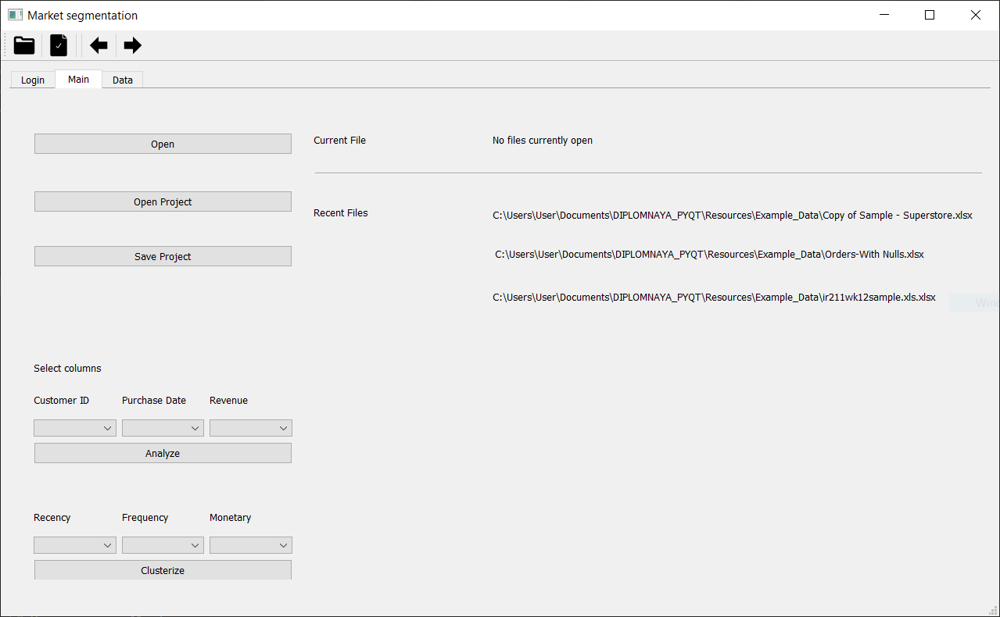 Market segmentation
Login Main Data
Open
Current File No files currently open
Open Project
Recent Files C:\Users\User\Documents\DIPLOMNAYA_PYQT\Resources\Example_Data\Copy of Sample - Superstore.xlsx
Save Project C:\Users\User\Documents\DIPLOMNAYA_PYQT\Resources\Example_Data\Orders-With Nulls.xlsx
C:\Users\User\Documents\DIPLOMNAYA_PYQT\Resources\Example_Data\ir211wk12sample.xls.xlsx
Select columns
Customer ID Purchase Date Revenue
Analyze
Recency Frequency Monetary
Clusterize